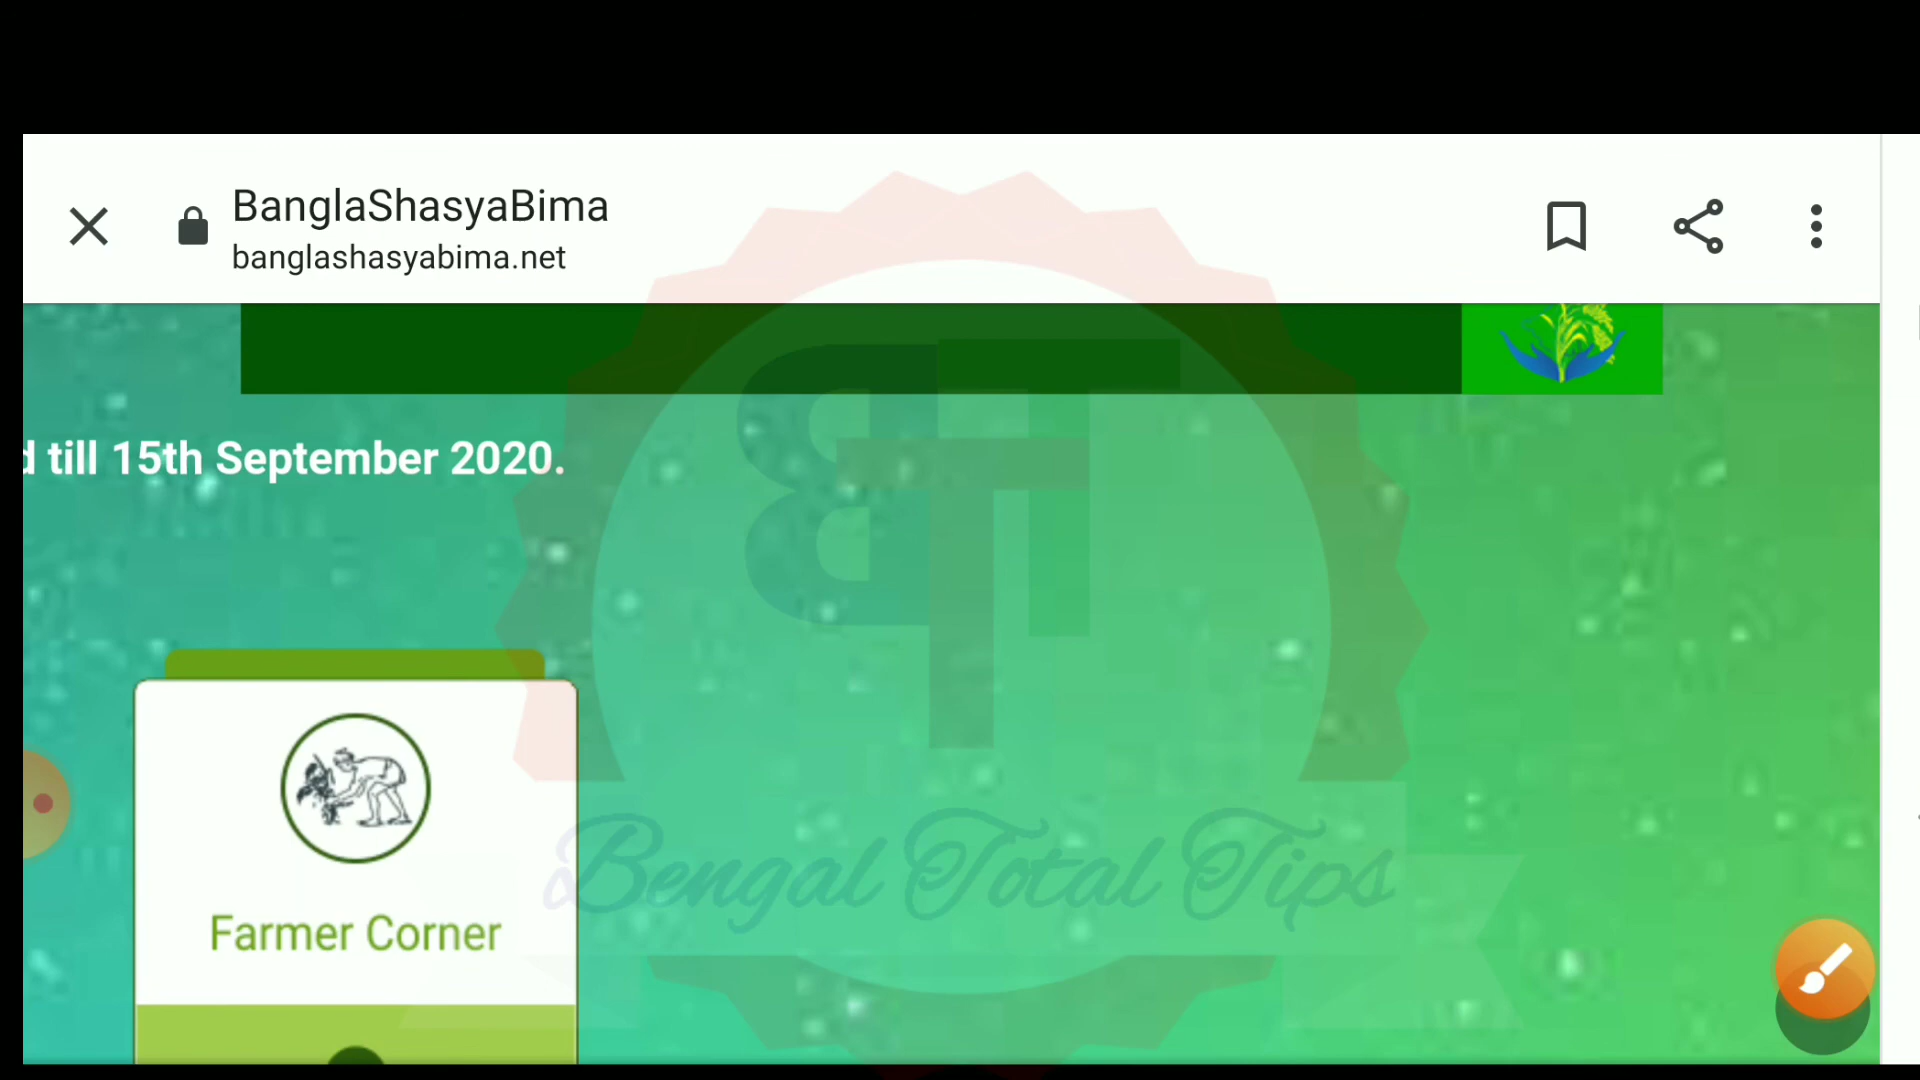 BanglaShasyaBima
banglashasyabima.net
till 15th September 2020.
Farmer Corner
Bengal Total Tips